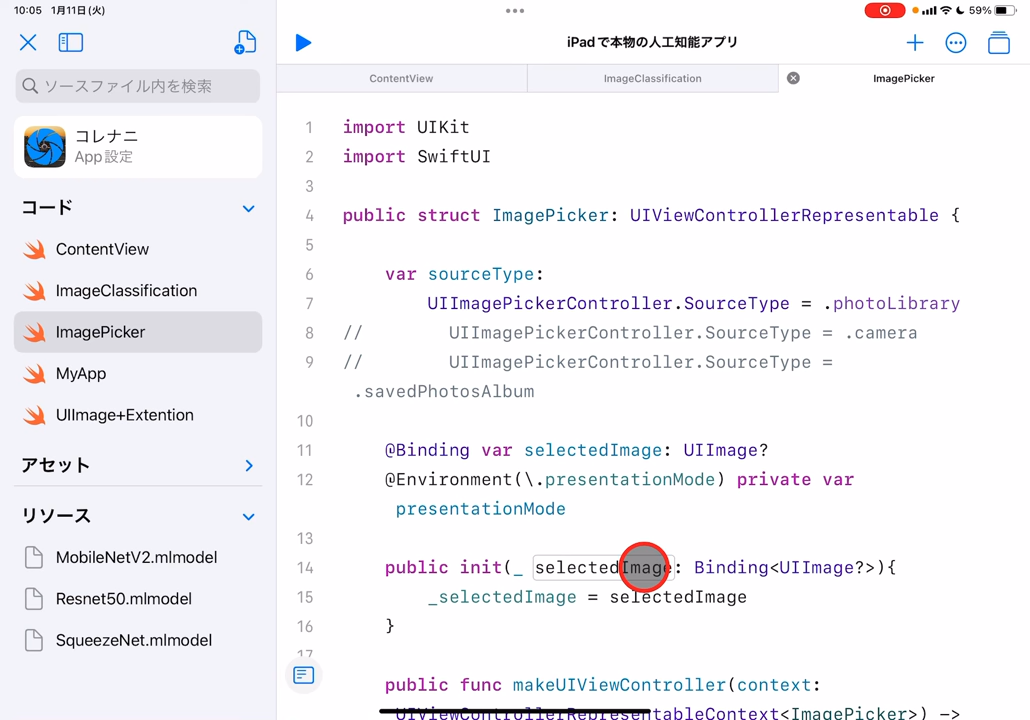 10:05 1月11日(火)
59%
iPadで本物の人工知能アプリ
ソースファイル内を検索
コレナニ
App設定
コード
ContentView
ImageClassification
ImagePicker
MyApp
UIImage+Extention
アセット
リソース
MobileNetV2.mlmodel
Resnet50.mlmodel
SqueezeNet.mlmodel
ContentView
ImageClassification
ImagePicker
1 import UIKit
2 import SwiftUI
3
4 public struct ImagePicker: UIViewControllerRepresentable {
5
6 var sourceType:
7 UIImagePickerController.SourceType = .photoLibrary
8 // UIImagePickerController.SourceType = .camera
9 // UIImagePickerController.SourceType =
.savedPhotosAlbum
10
11 @Binding var selectedImage: UIImage?
12 @Environment(\.presentationMode) private var
presentationMode
13
14 public init(_ selectedImage: Binding<UIImage?>){
15 _selectedImage = selectedImage
16 }
17
public func makeUIViewController(context:
UIViewControllerRepresentableContext<ImagePicker>) ->